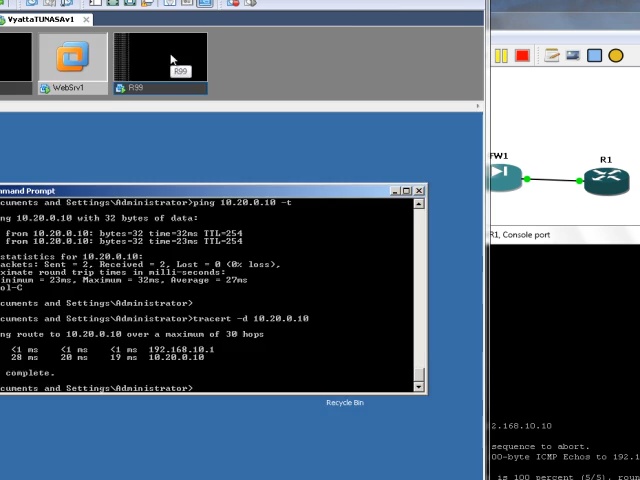 VyattaTUNASAv1
WebSrv1
R99
R99
FW1
R1
R1, Console port
mmand Prompt
cuments and Settings\Administrator>ping 10.20.0.10 -t
ng 10.20.0.10 with 32 bytes of data:
from 10.20.0.10: bytes=32 time=32ms TTL=254
from 10.20.0.10: bytes=32 time=23ms TTL=254
statistics for 10.20.0.10:
ackets: Sent = 2, Received = 2, Lost = 0 (0% loss),
ximate round trip times in milli-seconds:
inimum = 23ms, Maximum = 32ms, Average = 27ms
ol-C
cuments and Settings\Administrator>
cuments and Settings\Administrator>tracert -d 10.20.0.10
ng route to 10.20.0.10 over a maximum of 30 hops
<1 ms <1 ms <1 ms 192.168.10.1
28 ms 20 ms 19 ms 10.20.0.10
complete.
cuments and Settings\Administrator>
Recycle Bin
2.168.10.10
sequence to abort.
00-byte ICMP Echos to 192.1
is 100 percent (5/5), roun